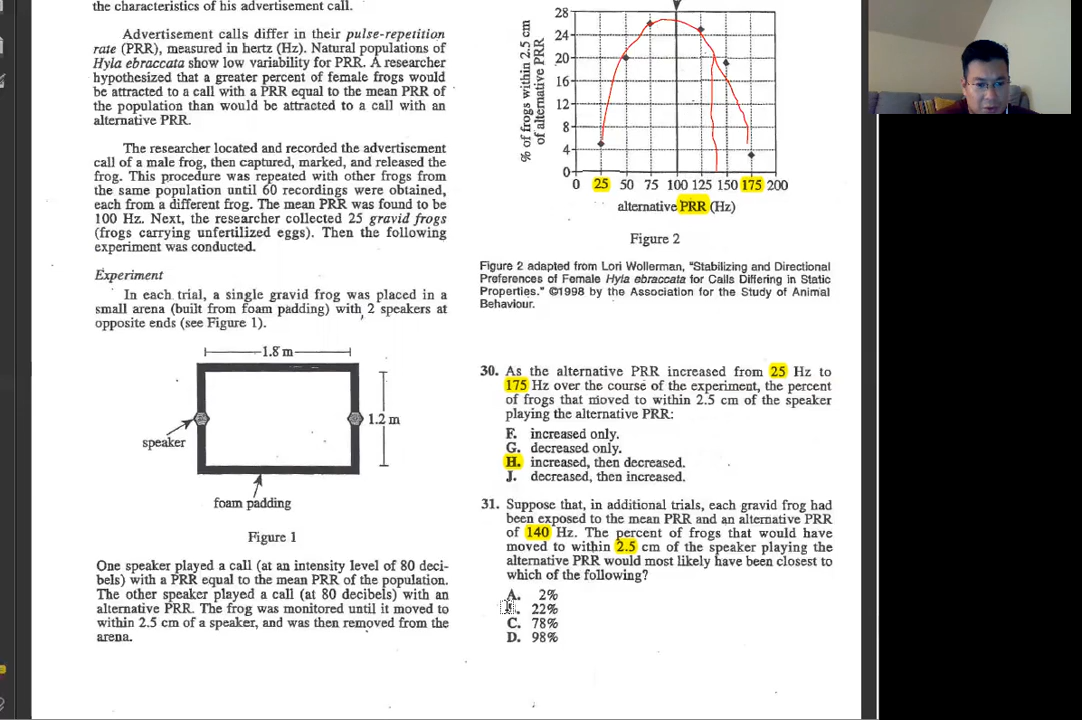 the characteristics of his advertisement call.
Advertisement calls differ in their pulse-repetition
rate (PRR), measured in hertz (Hz). Natural populations of
Hyla ebraccata show low variability for PRR. A researcher
hypothesized that a greater percent of female frogs would
be attracted to a call with a PRR equal to the mean PRR of
the population than would be attracted to a call with an
alternative PRR.
The researcher located and recorded the advertisement
call of a male frog, then captured, marked, and released the
frog. This procedure was repeated with other frogs from
the same population until 60 recordings were obtained,
each from a different frog. The mean PRR was found to be
100 Hz. Next, the researcher collected 25 gravid frogs
(frogs carrying unfertilized eggs). Then the following
experiment was conducted.
Experiment
In each trial, a single gravid frog was placed in a
small arena (built from foam padding) with 2 speakers at
opposite ends (see Figure 1).
1.8 m
1.2 m
speaker
foam padding
Figure 1
One speaker played a call (at an intensity level of 80 deci-
bels) with a PRR equal to the mean PRR of the population.
The other speaker played a call (at 80 decibels) with an
alternative PRR. The frog was monitored until it moved to
within 2.5 cm of a speaker, and was then removed from the
arena.
% of frogs within 2.5 cm
of alternative PRR
28
24
20
16
12
8
4
0
0 25 50 75 100 125 150 175 200
alternative PRR (Hz)
Figure 2
Figure 2 adapted from Lori Wollerman, "Stabilizing and Directional
Preferences of Female Hyla ebraccata for Calls Differing in Static
Properties." ©1998 by the Association for the Study of Animal
Behaviour.
30. As the alternative PRR increased from 25 Hz to
175 Hz over the course of the experiment, the percent
of frogs that moved to within 2.5 cm of the speaker
playing the alternative PRR:
F. increased only.
G. decreased only.
H. increased, then decreased.
J. decreased, then increased.
31. Suppose that, in additional trials, each gravid frog had
been exposed to the mean PRR and an alternative PRR
of 140 Hz. The percent of frogs that would have
moved to within 2.5 cm of the speaker playing the
alternative PRR would most likely have been closest to
which of the following?
A. 2%
22%
C. 78%
D. 98%